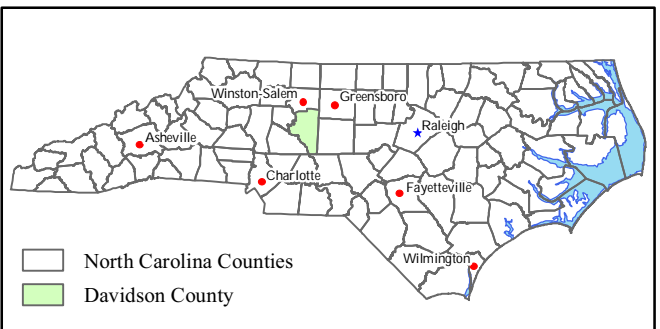 Winston-Salem
Greensboro
Raleigh
Asheville
Charlotte
Fayetteville
Wilmington
North Carolina Counties
Davidson County